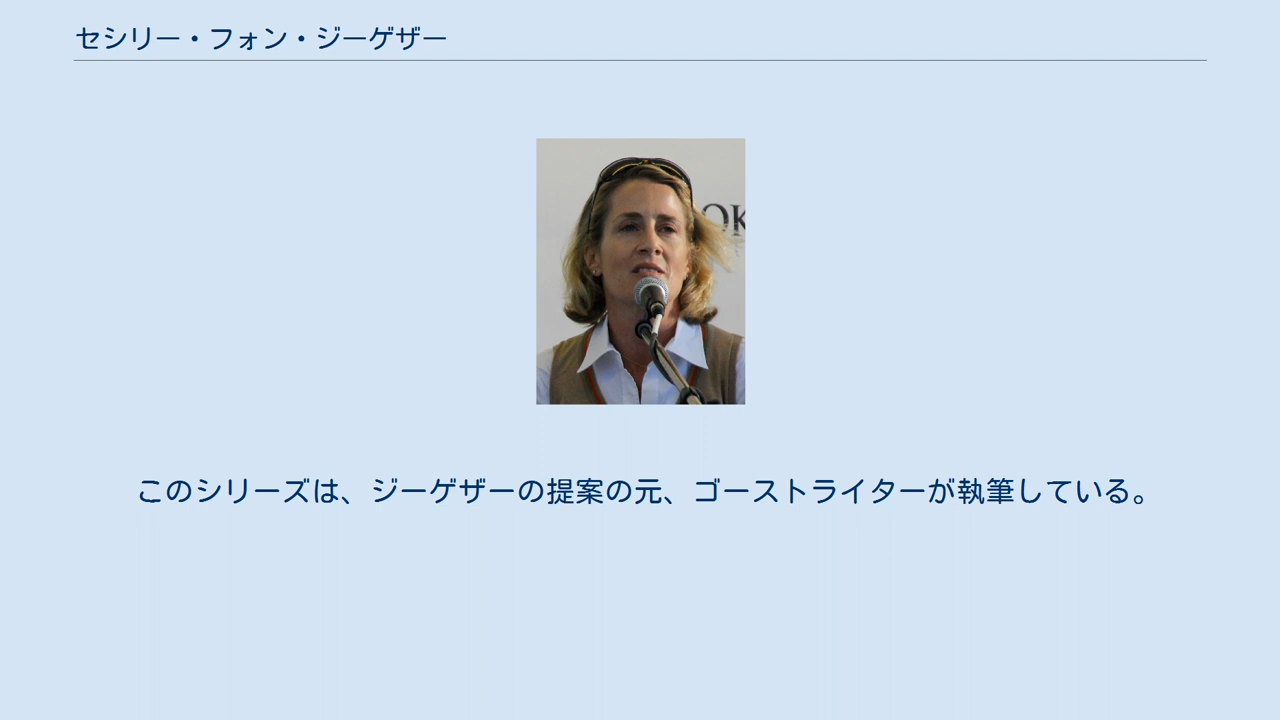 セシリー・フォン・ジーゲザー
OK
このシリーズは、ジーゲザーの提案の元、ゴーストライターが執筆している。